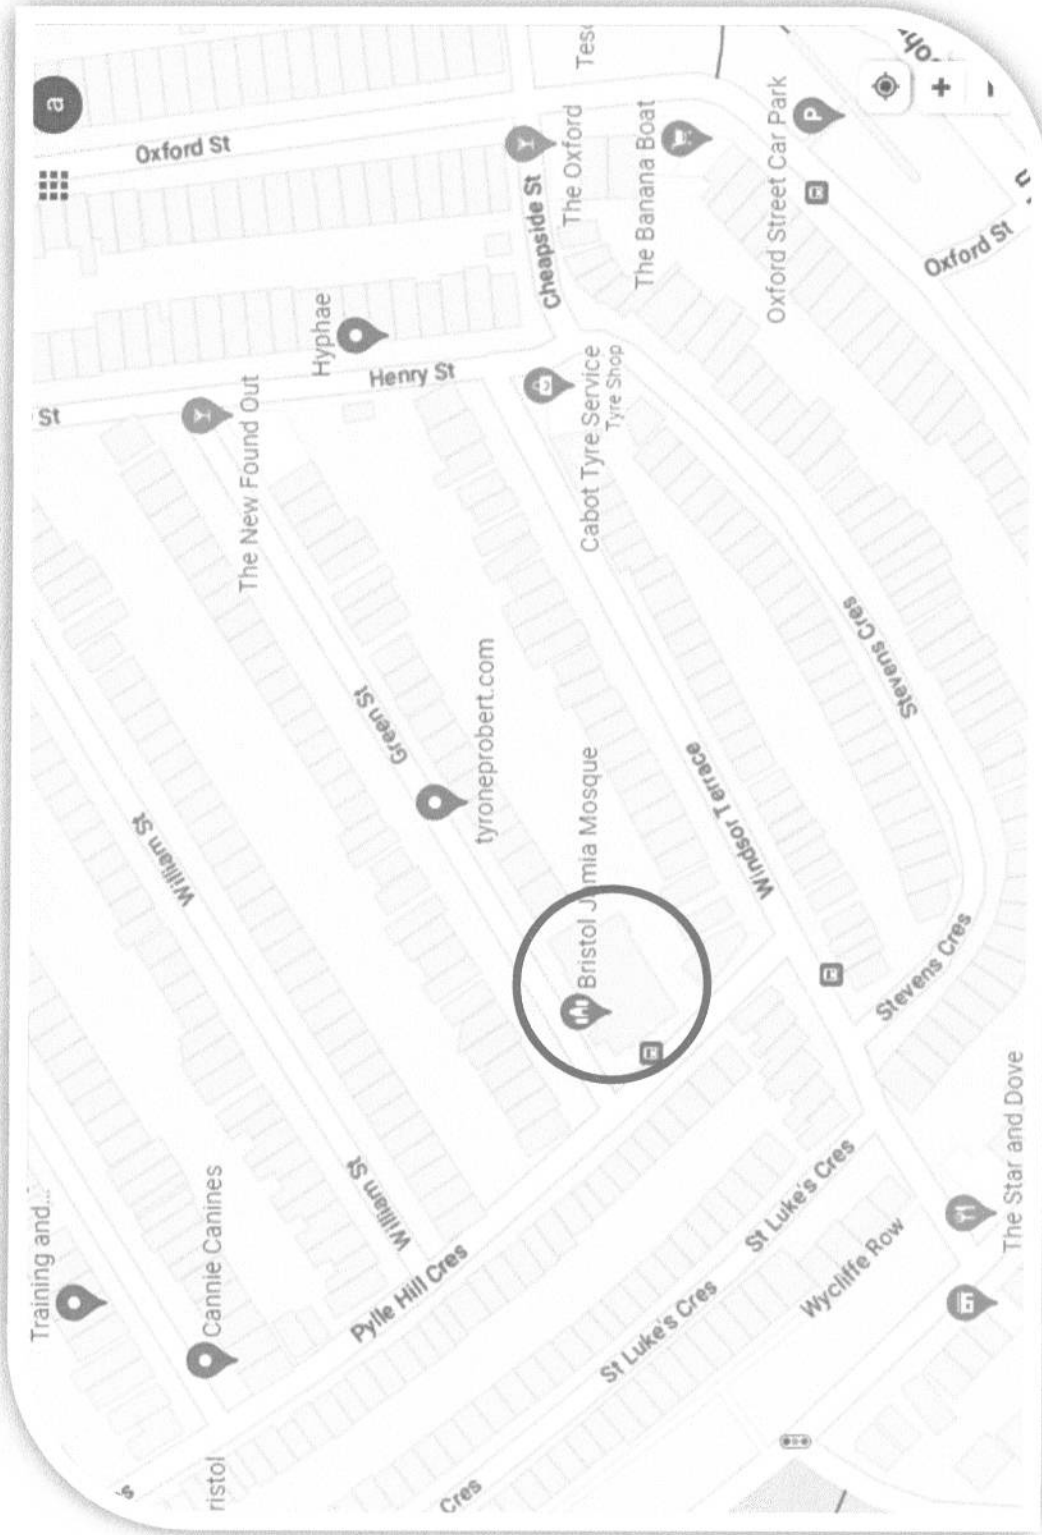 a
Oxford St
Tesc
The Oxford
Cheapside St
The Banana Boat
Oxford Street Car Park
P
Oxford St
Hyphae
Henry St
St
The New Found Out
Cabot Tyre Service
Tyre Shop
Stevens Cres
Green St
tyroneprobert.com
Windsor Terrace
William St
Bristol Jamia Mosque
Stevens Cres
Training and...
Cannie Canines
William St
Pylle Hill Cres
St Luke's Cres
St Luke's Cres
Wycliffe Row
The Star and Dove
ristol
Cres
s